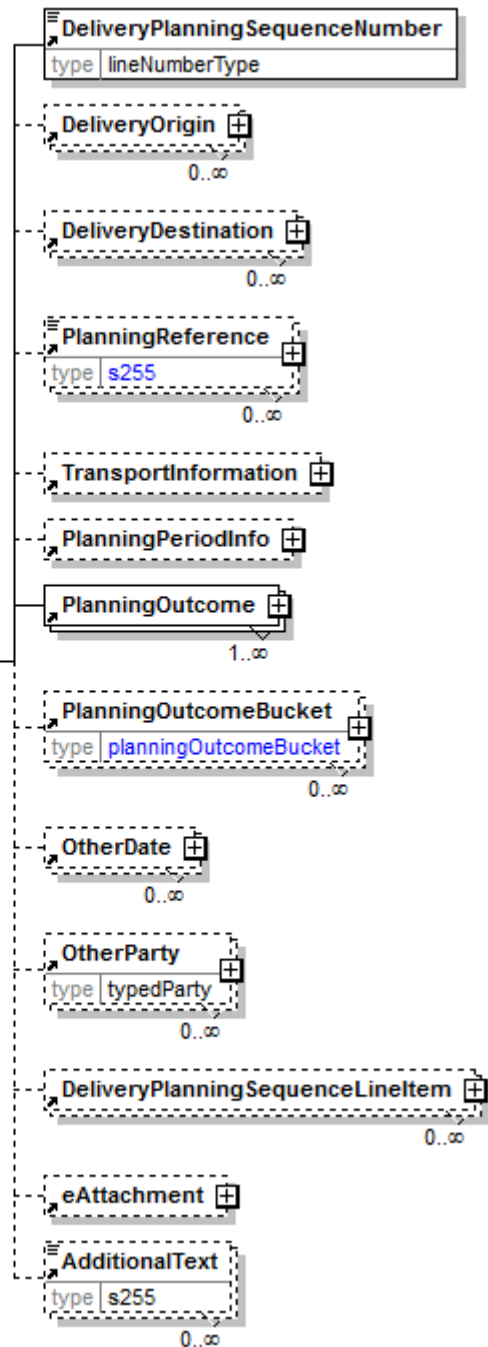 DeliveryPlanningSequenceNumber
type lineNumberType
DeliveryOrigin
0..∞
DeliveryDestination
0..∞
PlanningReference
type s255
0..∞
TransportInformation
PlanningPeriodInfo
PlanningOutcome
1..∞
PlanningOutcomeBucket
type planningOutcomeBucket
0..∞
OtherDate
0..∞
OtherParty
type typedParty
0..∞
DeliveryPlanningSequenceLineItem
0..∞
eAttachment
AdditionalText
type s255
0..∞